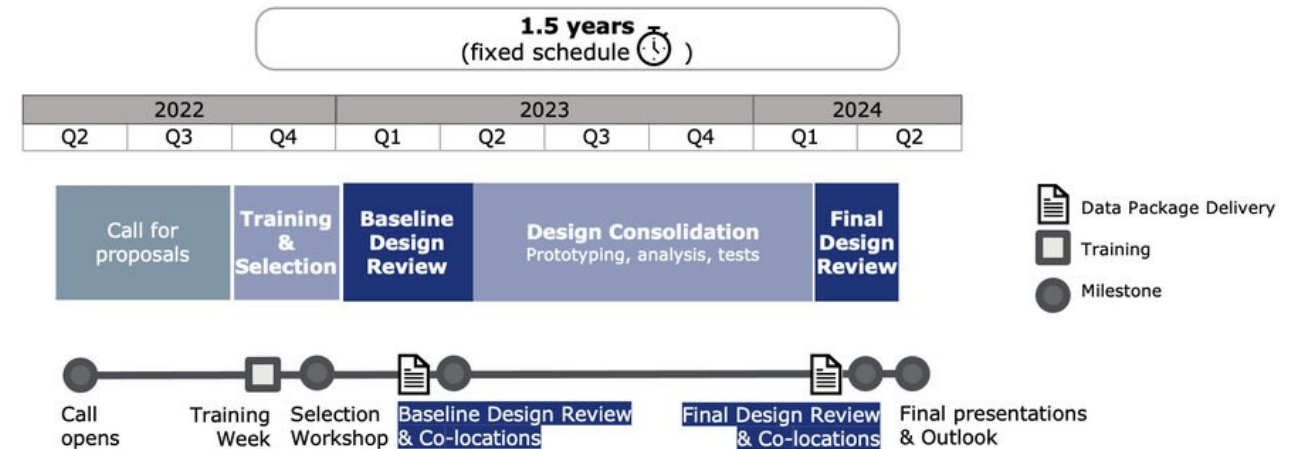 1.5 years
(fixed schedule )
2022 2023 2024
Q2 Q3 Q4 Q1 Q2 Q3 Q4 Q1 Q2
Call for
proposals
Training
&
Selection
Baseline
Design
Review
Design Consolidation
Prototyping, analysis, tests
Final
Design
Review
Data Package Delivery
Training
Milestone
Call
opens
Training
Week
Selection
Workshop
Baseline Design Review
& Co-locations
Final Design Review
& Co-locations
Final presentations
& Outlook